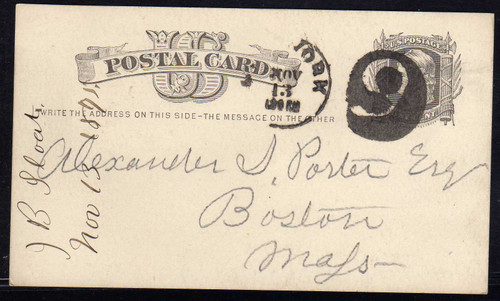 U.S. POSTAGE
US
POSTAL CARD
YORK
NOV
13
WRITE THE ADDRESS ON THIS SIDE-THE MESSAGE ON THE OTHER
9
Alexander S. Porter Esq
Boston
Mass
J B
Nov 13